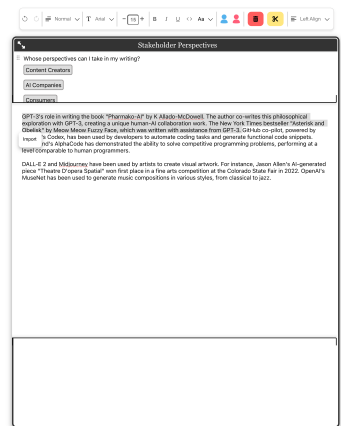 Normal
T Arial
− 15 +
B I U <> Aa
Left Align
Stakeholder Perspectives
Whose perspectives can I take in my writing?
Content Creators
AI Companies
Consumers
GPT-3's role in writing the book "Pharmako-AI" by K Allado-McDowell. The author co-writes this philosophical
exploration with GPT-3, creating a unique human-AI collaboration work. The New York Times bestseller "Asterisk and
Obelisk" by Meow Meow Fuzzy Face, which was written with assistance from GPT-3. GitHub co-pilot, powered by
's Codex, has been used by developers to automate coding tasks and generate functional code snippets.
Import
nd's AlphaCode has demonstrated the ability to solve competitive programming problems, performing at a
level comparable to human programmers.
DALL-E 2 and Midjourney have been used by artists to create visual artwork. For instance, Jason Allen's AI-generated
piece "Theatre D'opera Spatial" won first place in a fine arts competition at the Colorado State Fair in 2022. OpenAI's
MuseNet has been used to generate music compositions in various styles, from classical to jazz.